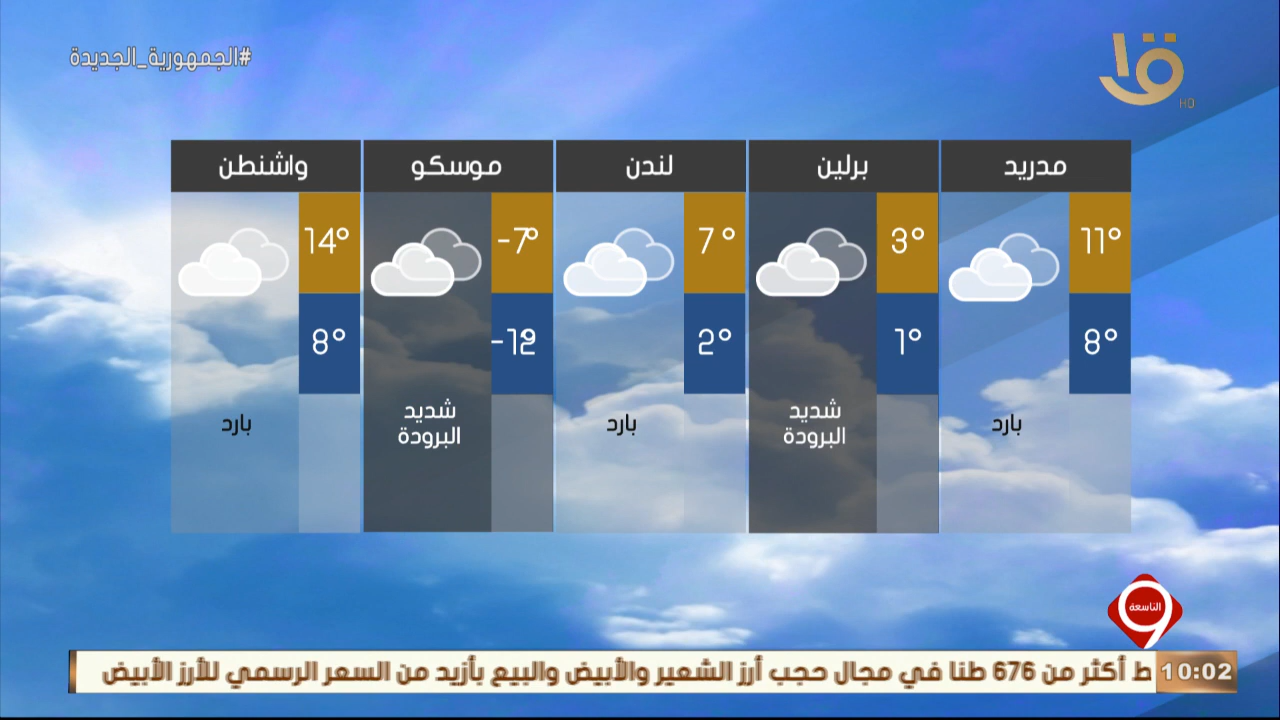 #الجمهورية_الجديدة
HD
مدريد
11°
8°
بارد
برلين
3°
1°
شديد
البرودة
لندن
7°
2°
بارد
موسكو
-7°
-12°
شديد
البرودة
واشنطن
14°
8°
بارد
التاسعة
9
10:02
ط أكثر من 676 طنا في مجال حجب أرز الشعير والأبيض والبيع بأزيد من السعر الرسمي للأرز الأبيض